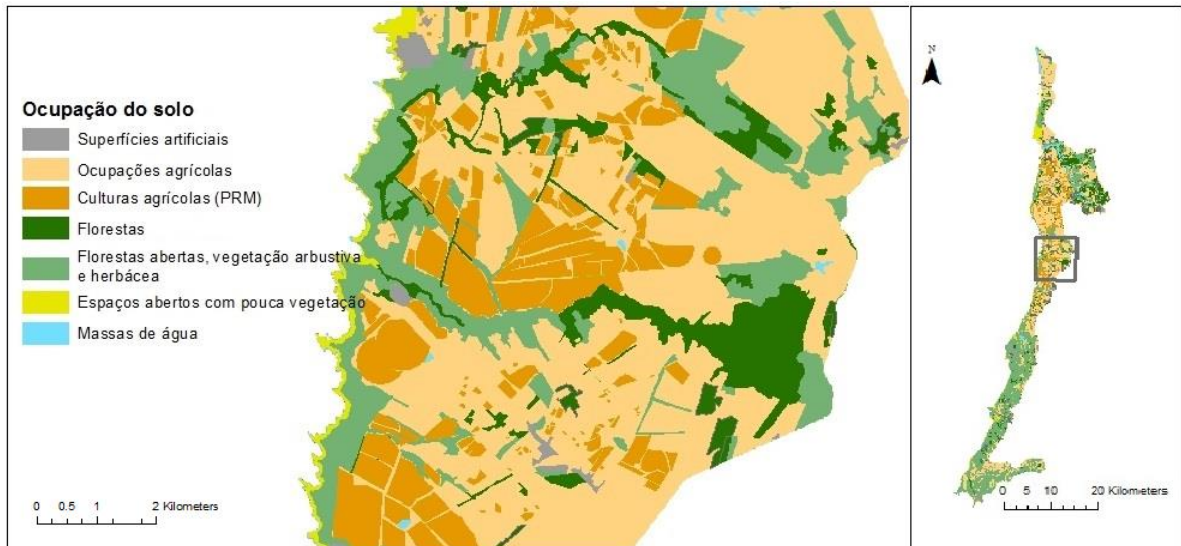 Ocupação do solo
Superfícies artificiais
Ocupações agrícolas
Culturas agrícolas (PRM)
Florestas
Florestas abertas, vegetação arbustiva
e herbácea
Espaços abertos com pouca vegetação
Massas de água
0 0.5 1 2 Kilometers
N
0 5 10 20 Kilometers